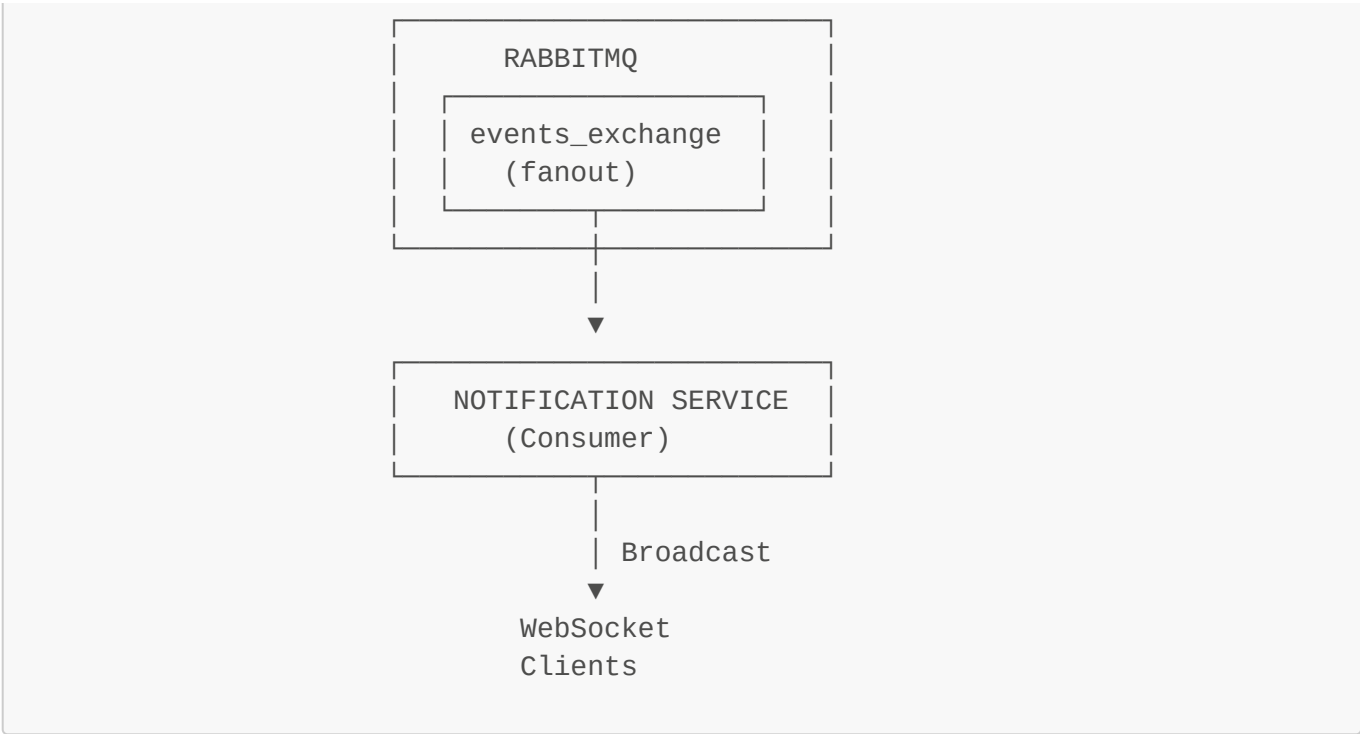 RABBITMQ
events_exchange
(fanout)
NOTIFICATION SERVICE
(Consumer)
Broadcast
WebSocket
Clients